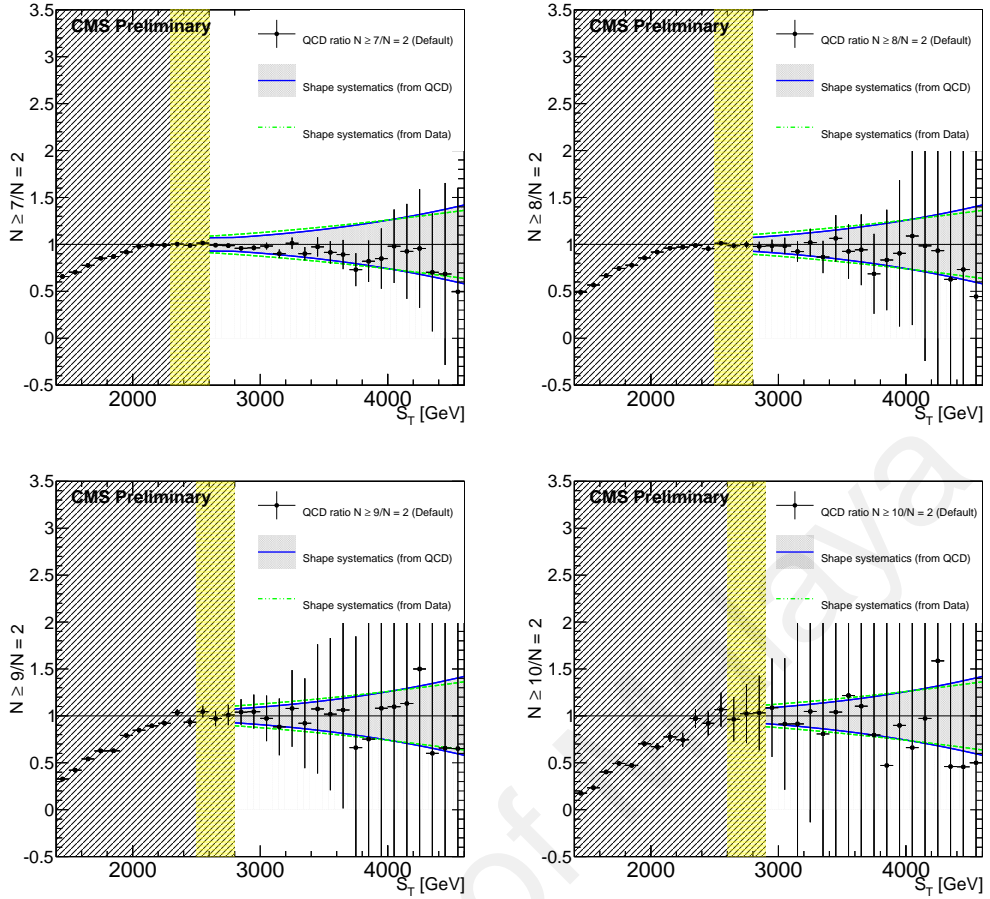 CMS Preliminary
QCD ratio N ≥ 7/N = 2 (Default)
Shape systematics (from QCD)
Shape systematics (from Data)
N ≥ 7/N = 2
3.5
3
2.5
2
1.5
1
0.5
0
-0.5
2000 3000 4000
S_T [GeV]
CMS Preliminary
QCD ratio N ≥ 8/N = 2 (Default)
Shape systematics (from QCD)
Shape systematics (from Data)
N ≥ 8/N = 2
3.5
3
2.5
2
1.5
1
0.5
0
-0.5
2000 3000 4000
S_T [GeV]
CMS Preliminary
QCD ratio N ≥ 9/N = 2 (Default)
Shape systematics (from QCD)
Shape systematics (from Data)
N ≥ 9/N = 2
3.5
3
2.5
2
1.5
1
0.5
0
-0.5
2000 3000 4000
S_T [GeV]
CMS Preliminary
QCD ratio N ≥ 10/N = 2 (Default)
Shape systematics (from QCD)
Shape systematics (from Data)
N ≥ 10/N = 2
3.5
3
2.5
2
1.5
1
0.5
0
-0.5
2000 3000 4000
S_T [GeV]
of